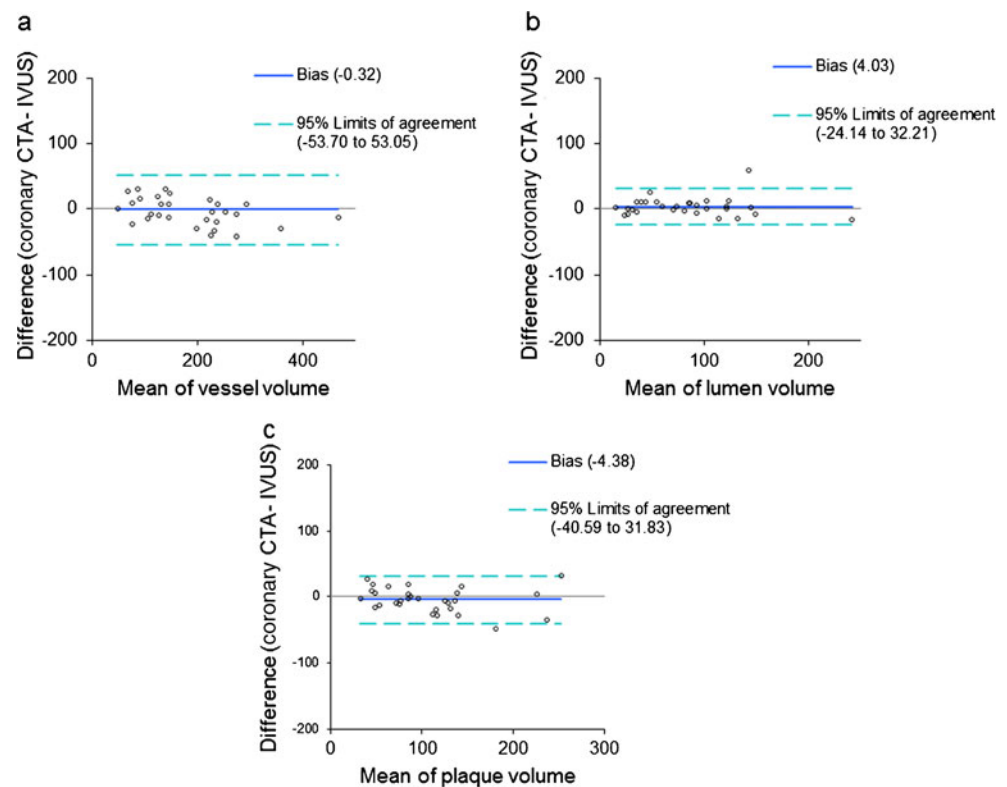 a
200
100
0
-100
-200
Difference (coronary CTA- IVUS)
Bias (-0.32)
95% Limits of agreement
(-53.70 to 53.05)
0
200
400
Mean of vessel volume
b
200
100
0
-100
-200
Difference (coronary CTA- IVUS)
Bias (4.03)
95% Limits of agreement
(-24.14 to 32.21)
0
100
200
Mean of lumen volume
c
200
100
0
-100
-200
Difference (coronary CTA- IVUS)
Bias (-4.38)
95% Limits of agreement
(-40.59 to 31.83)
0
100
200
300
Mean of plaque volume